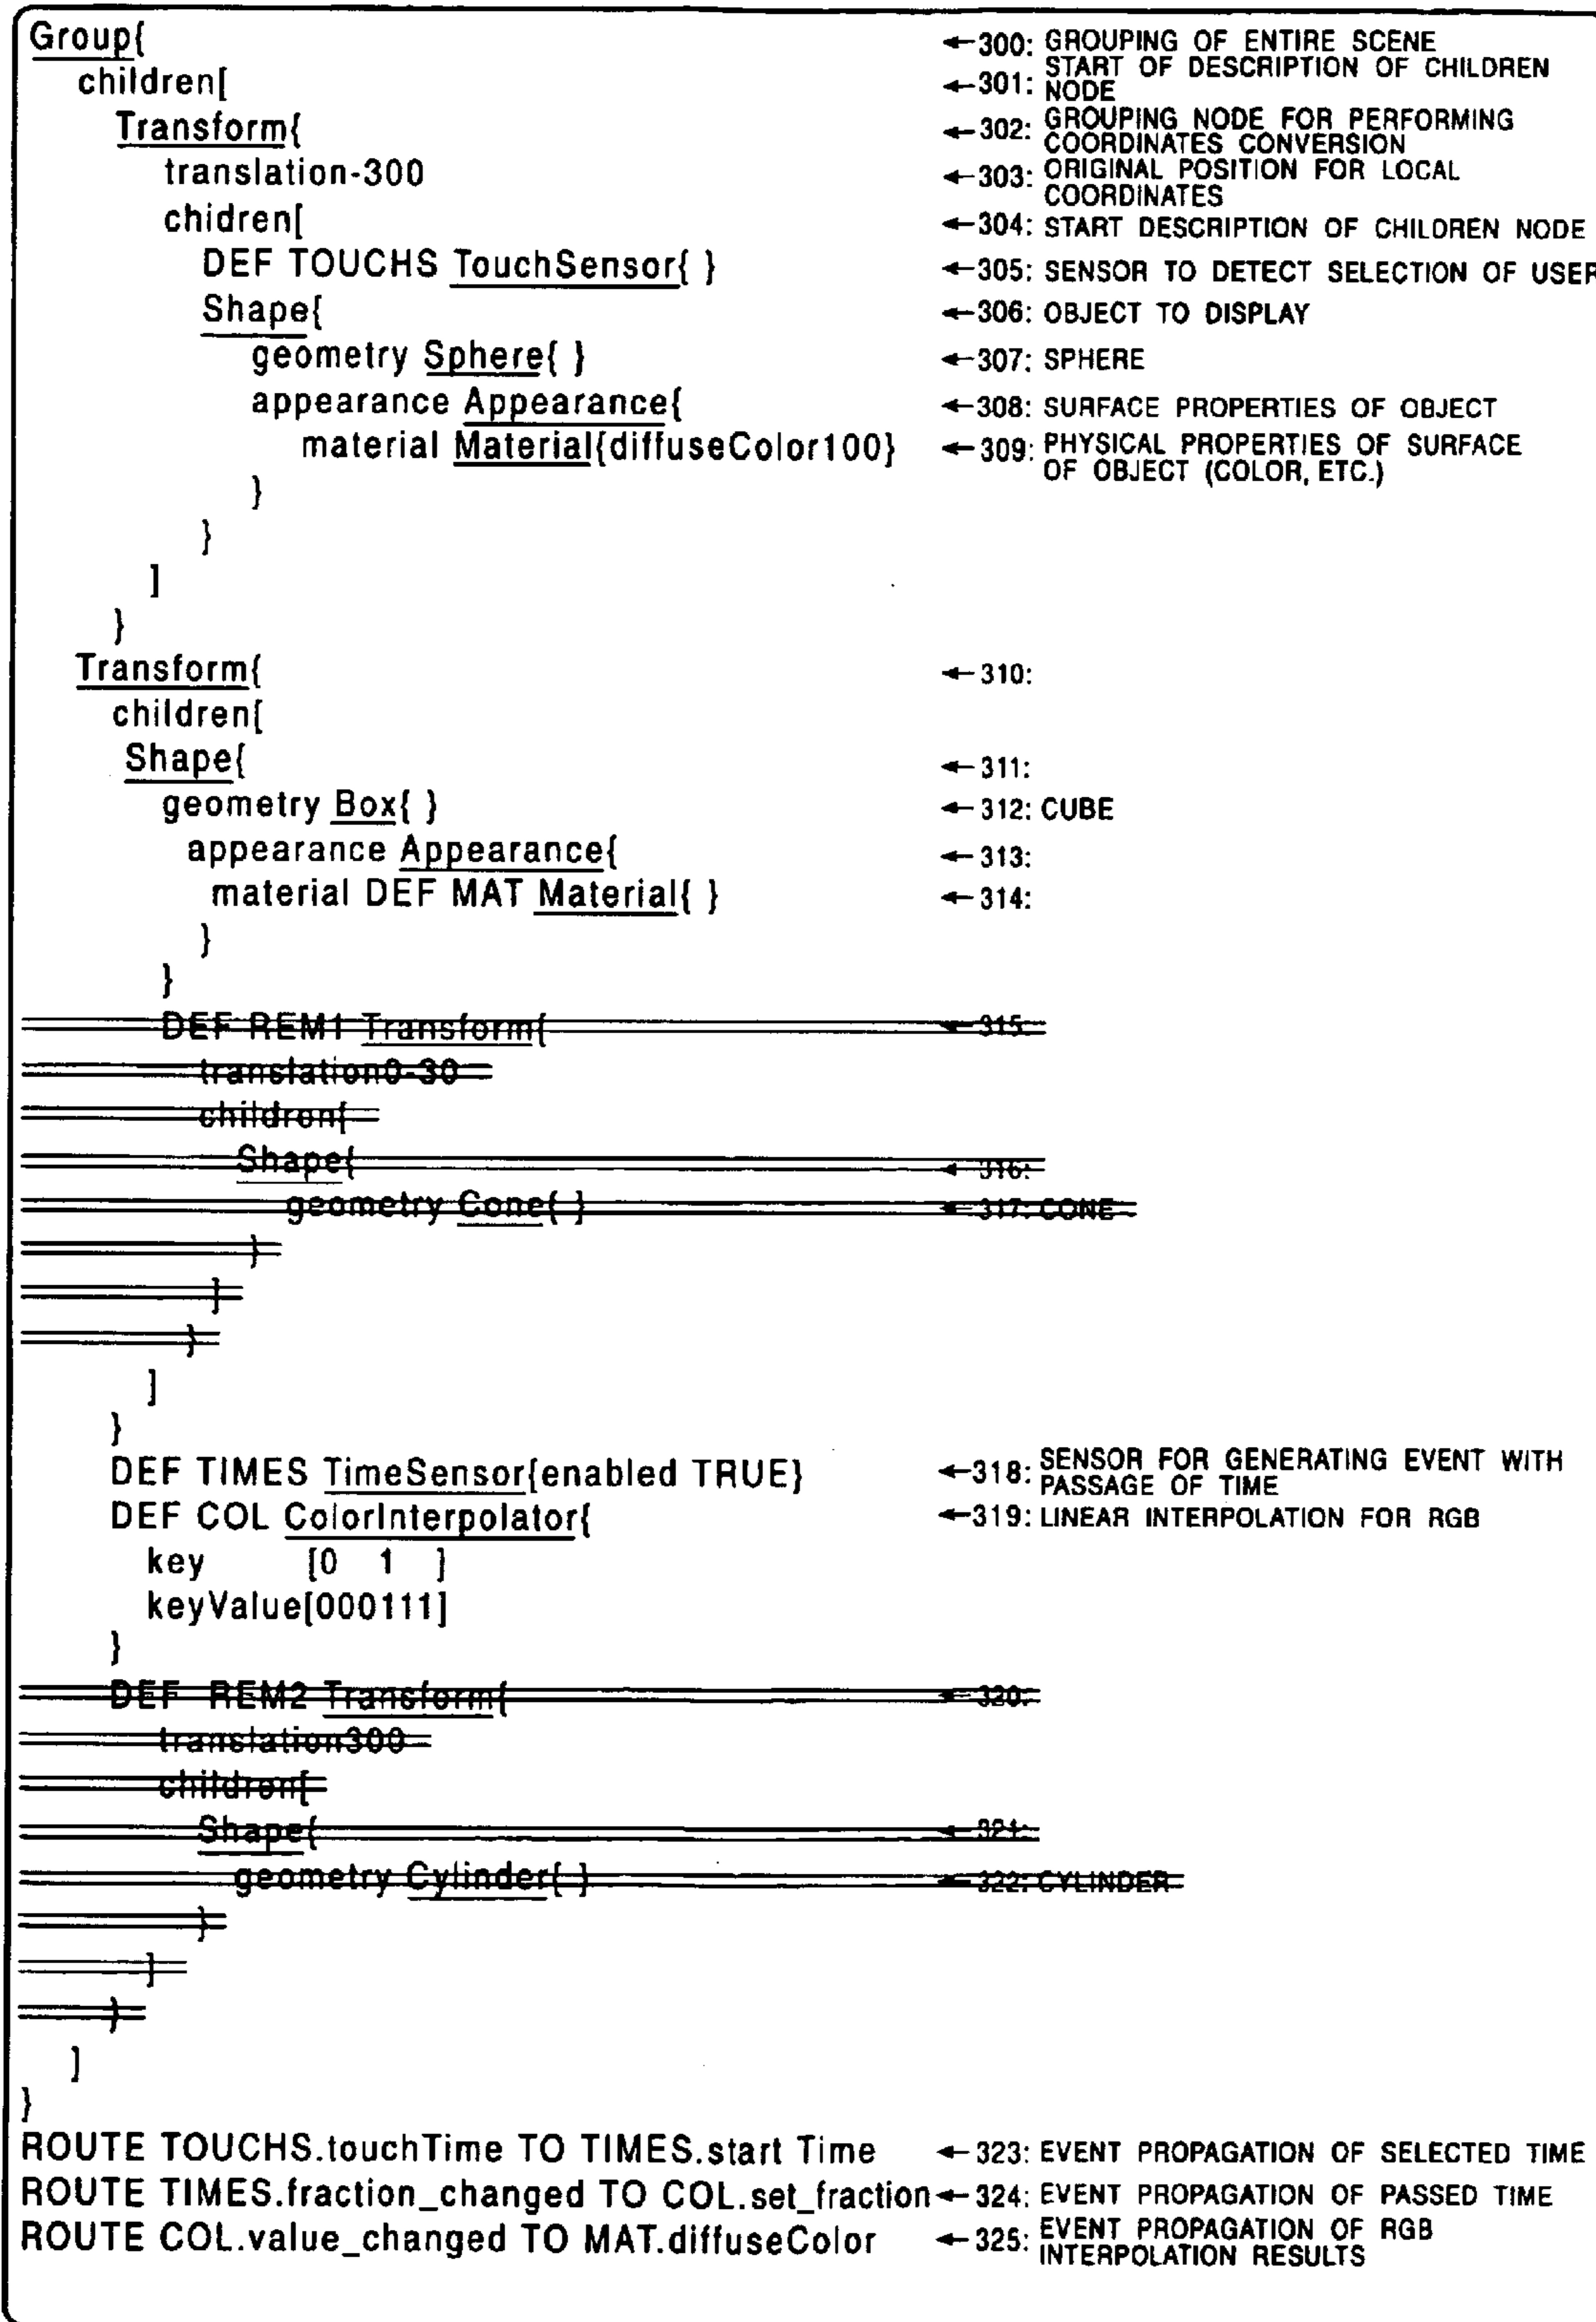 Group{ ←300: GROUPING OF ENTIRE SCENE
children[ ←301: START OF DESCRIPTION OF CHILDREN NODE
Transform{ ←302: GROUPING NODE FOR PERFORMING COORDINATES CONVERSION
translation-300 ←303: ORIGINAL POSITION FOR LOCAL COORDINATES
chidren[ ←304: START DESCRIPTION OF CHILDREN NODE
DEF TOUCHS TouchSensor{ } ←305: SENSOR TO DETECT SELECTION OF USER
Shape{ ←306: OBJECT TO DISPLAY
geometry Sphere{ } ←307: SPHERE
appearance Appearance{ ←308: SURFACE PROPERTIES OF OBJECT
material Material{diffuseColor100} ←309: PHYSICAL PROPERTIES OF SURFACE OF OBJECT (COLOR, ETC.)
}
}
]
}
Transform{ ←310:
children[
Shape{ ←311:
geometry Box{ } ←312: CUBE
appearance Appearance{ ←313:
material DEF MAT Material{ } ←314:
}
}
DEF REM1 Transform{ ←315:
translation0-30
children[
Shape{ ←316:
geometry Cone{ } ←317: CONE
}
]
}
]
}
DEF TIMES TimeSensor{enabled TRUE} ←318: SENSOR FOR GENERATING EVENT WITH PASSAGE OF TIME
DEF COL ColorInterpolator{ ←319: LINEAR INTERPOLATION FOR RGB
key [0 1 ]
keyValue[000111]
}
DEF REM2 Transform{ ←320:
translation300
children[
Shape{ ←321:
geometry Cylinder{ } ←322: CYLINDER
}
]
}
]
}
ROUTE TOUCHS.touchTime TO TIMES.start Time ←323: EVENT PROPAGATION OF SELECTED TIME
ROUTE TIMES.fraction_changed TO COL.set_fraction ←324: EVENT PROPAGATION OF PASSED TIME
ROUTE COL.value_changed TO MAT.diffuseColor ←325: EVENT PROPAGATION OF RGB INTERPOLATION RESULTS